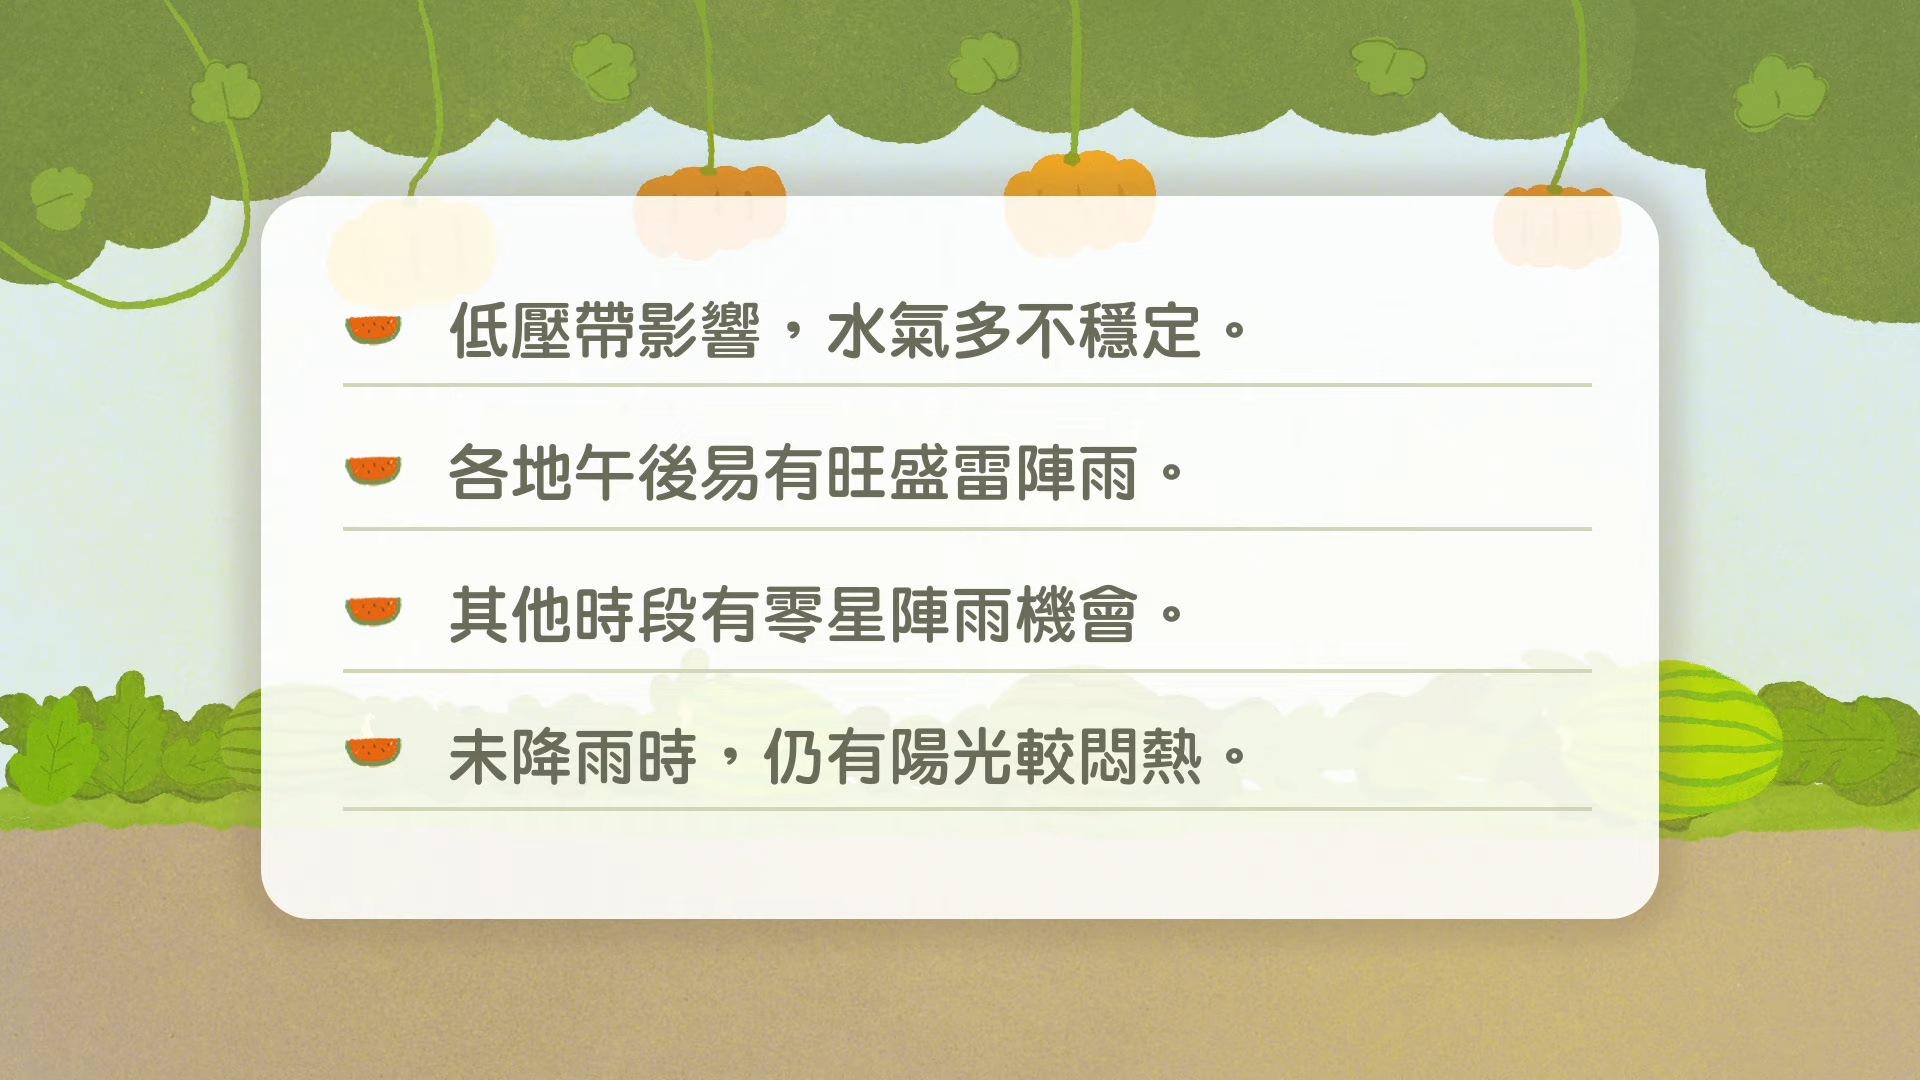 低壓帶影響，水氣多不穩定。
各地午後易有旺盛雷陣雨。
其他時段有零星陣雨機會。
未降雨時，仍有陽光較悶熱。